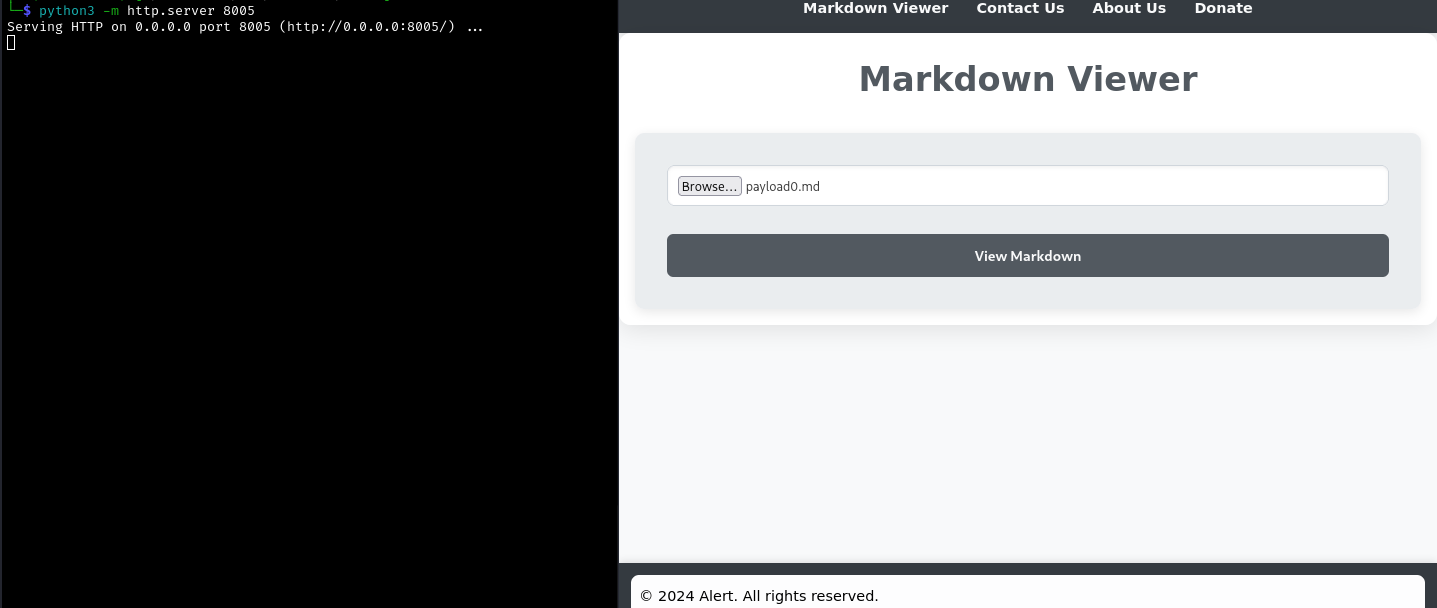 └─$ python3 -m http.server 8005
Serving HTTP on 0.0.0.0 port 8005 (http://0.0.0.0:8005/) ...
Markdown Viewer Contact Us About Us Donate
Markdown Viewer
Browse... payload0.md
View Markdown
© 2024 Alert. All rights reserved.